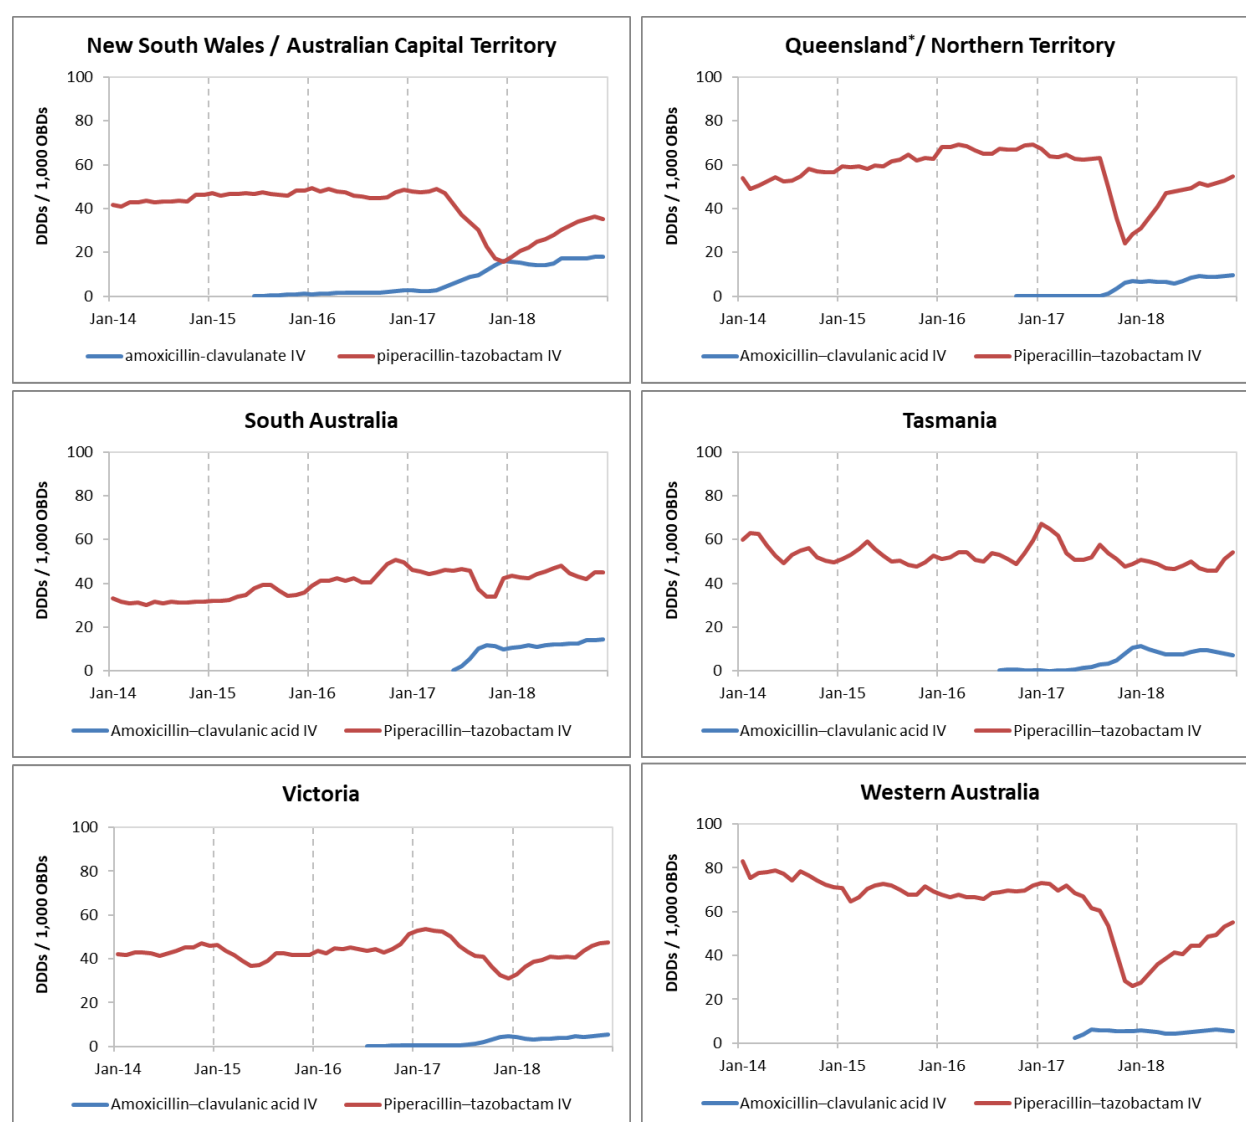 New South Wales / Australian Capital Territory
DDDs / 1,000 OBDs
100
80
60
40
20
0
Jan-14 Jan-15 Jan-16 Jan-17 Jan-18
amoxicillin-clavulanate IV piperacillin-tazobactam IV
Queensland*/ Northern Territory
DDDs / 1,000 OBDs
100
80
60
40
20
0
Jan-14 Jan-15 Jan-16 Jan-17 Jan-18
Amoxicillin–clavulanic acid IV Piperacillin–tazobactam IV
South Australia
DDDs / 1,000 OBDs
100
80
60
40
20
0
Jan-14 Jan-15 Jan-16 Jan-17 Jan-18
Amoxicillin–clavulanic acid IV Piperacillin–tazobactam IV
Tasmania
DDDs / 1,000 OBDs
100
80
60
40
20
0
Jan-14 Jan-15 Jan-16 Jan-17 Jan-18
Amoxicillin–clavulanic acid IV Piperacillin–tazobactam IV
Victoria
DDDs / 1,000 OBDs
100
80
60
40
20
0
Jan-14 Jan-15 Jan-16 Jan-17 Jan-18
Amoxicillin–clavulanic acid IV Piperacillin–tazobactam IV
Western Australia
DDDs / 1,000 OBDs
100
80
60
40
20
0
Jan-14 Jan-15 Jan-16 Jan-17 Jan-18
Amoxicillin–clavulanic acid IV Piperacillin–tazobactam IV